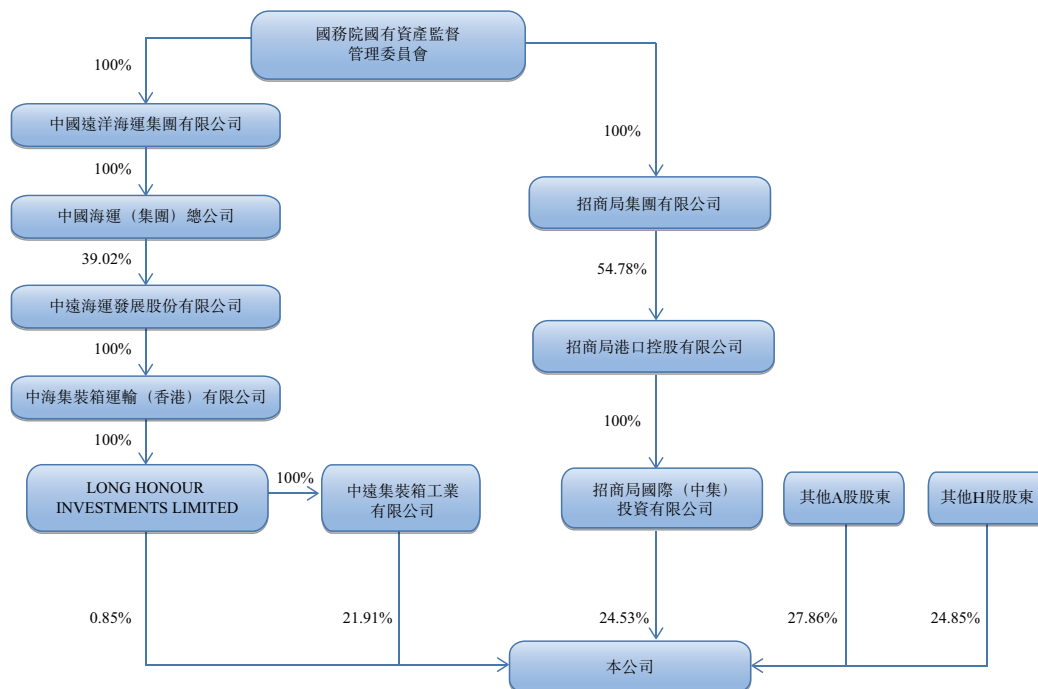 國務院國有資產監督
管理委員會
100%
100%
中國遠洋海運集團有限公司
100%
招商局集團有限公司
中國海運（集團）總公司
39.02%
54.78%
中遠海運發展股份有限公司
100%
招商局港口控股有限公司
中海集裝箱運輸（香港）有限公司
100%
100%
LONG HONOUR
INVESTMENTS LIMITED
100%
中遠集裝箱工業
有限公司
招商局國際（中集）
投資有限公司
其他A股股東
其他H股股東
0.85%
21.91%
24.53%
27.86%
24.85%
本公司